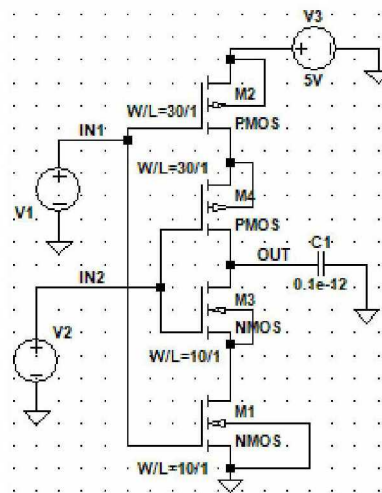 V3
5V
M2
W/L=30/1
PMOS
IN1
W/L=30/1
M4
V1
PMOS
C1
OUT
0.1e-12
IN2
M3
V2
NMOS
W/L=10/1
M1
NMOS
W/L=10/1